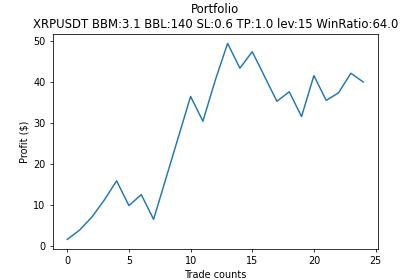 Portfolio
XRPUSDT BBM:3.1 BBL:140 SL:0.6 TP:1.0 lev:15 WinRatio:64.0
50
40
30
20
10
0
Profit ($)
0 5 10 15 20 25
Trade counts